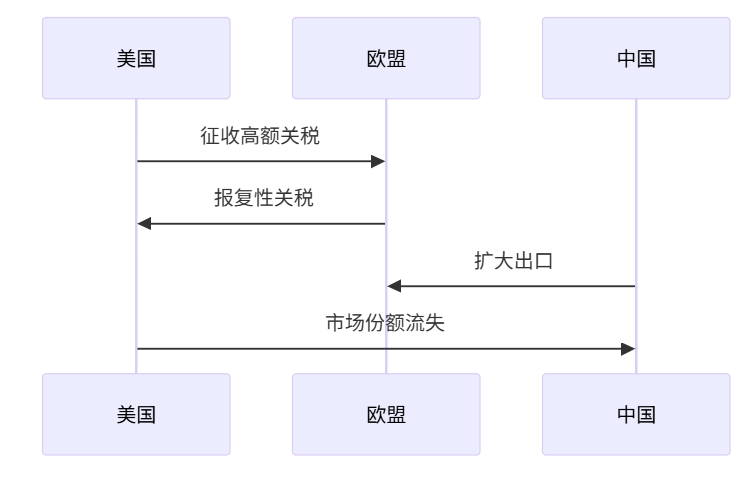 美国
欧盟
中国
征收高额关税
报复性关税
扩大出口
市场份额流失
美国
欧盟
中国